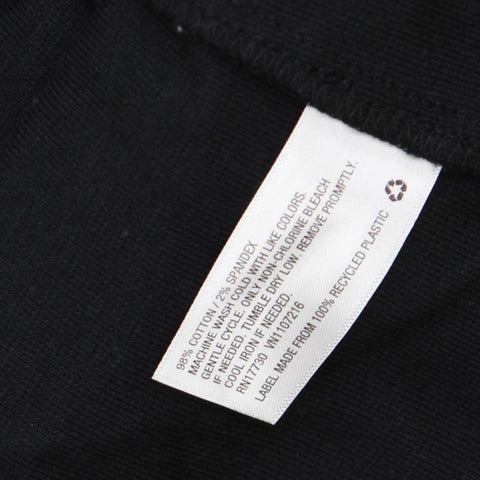 98% COTTON / 2% SPANDEX
MACHINE WASH COLD WITH LIKE COLORS.
GENTLE CYCLE. ONLY NON-CHLORINE BLEACH
IF NEEDED. TUMBLE DRY LOW. REMOVE PROMPTLY.
COOL IRON IF NEEDED.
RN17730 VN1107216
LABEL MADE FROM 100% RECYCLED PLASTIC